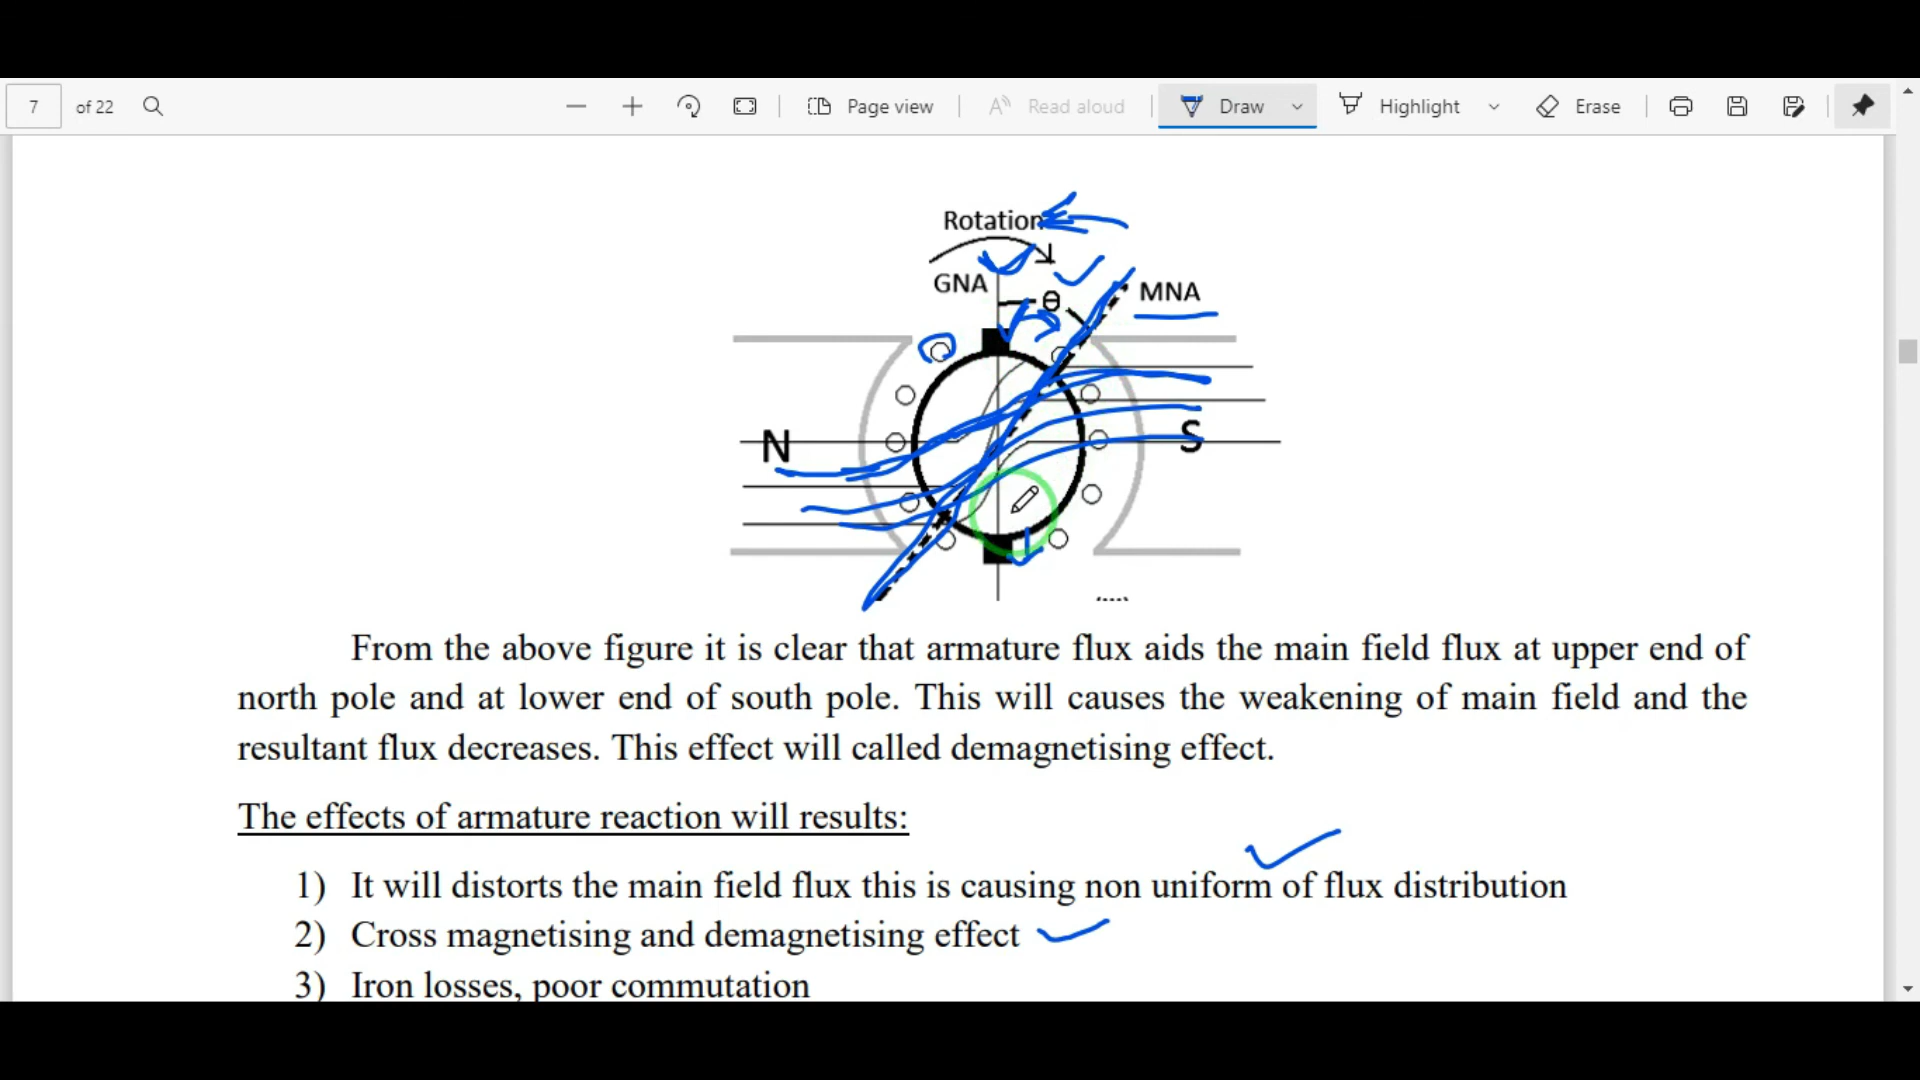 7 of 22 Page view Read aloud Draw Highlight Erase
Rotation
GNA
θ
MNA
N
S
From the above figure it is clear that armature flux aids the main field flux at upper end of
north pole and at lower end of south pole. This will causes the weakening of main field and the
resultant flux decreases. This effect will called demagnetising effect.
The effects of armature reaction will results:
1) It will distorts the main field flux this is causing non uniform of flux distribution
2) Cross magnetising and demagnetising effect
3) Iron losses, poor commutation